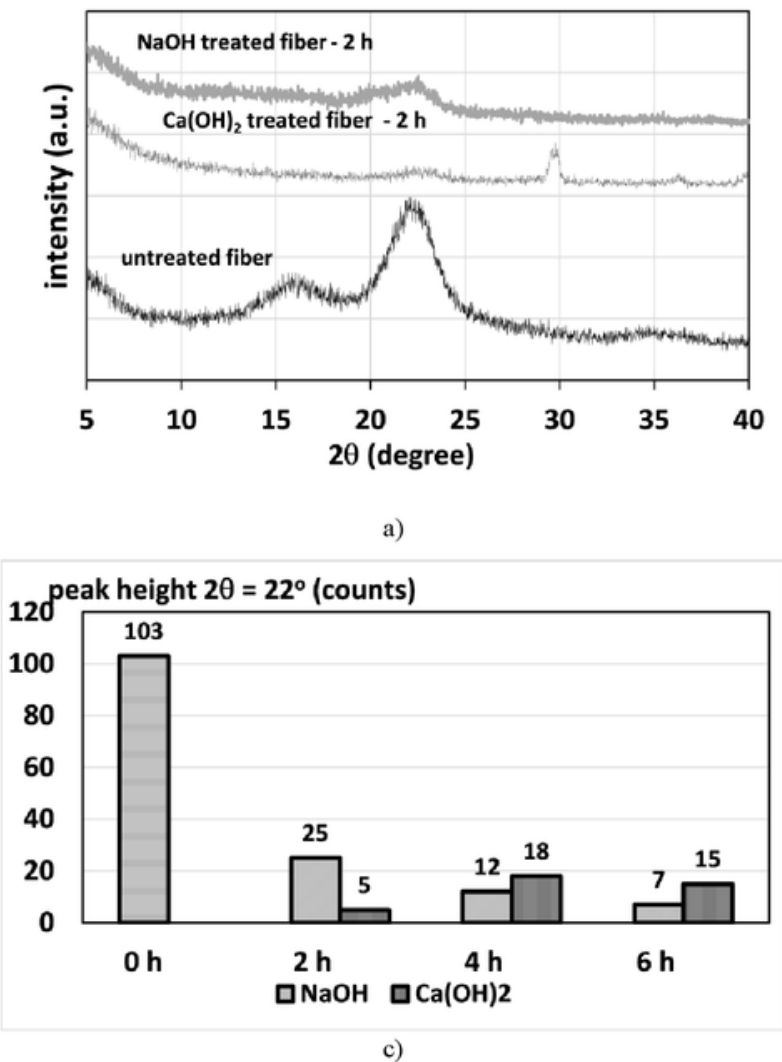 NaOH treated fiber - 2 h
Ca(OH)₂ treated fiber - 2 h
untreated fiber
intensity (a.u.)
5 10 15 20 25 30 35 40
2θ (degree)
a)
peak height 2θ = 22º (counts)
120
100
80
60
40
20
0
103
25
5
12
18
7
15
0 h 2 h 4 h 6 h
NaOH Ca(OH)2
c)